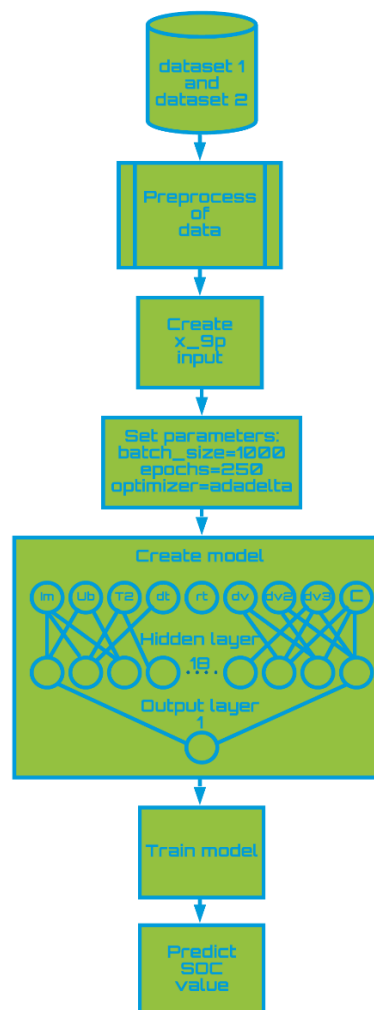 dataset 1
and
dataset 2
Preprocess
of
data
Create
x_9p
input
Set parameters:
batch_size=1000
epochs=250
optimizer=adadelta
Create model
Im Ub T2 dt rt dv dv2 dv3 C
Hidden layer
18
....
Output layer
1
Train model
Predict
SOC
value